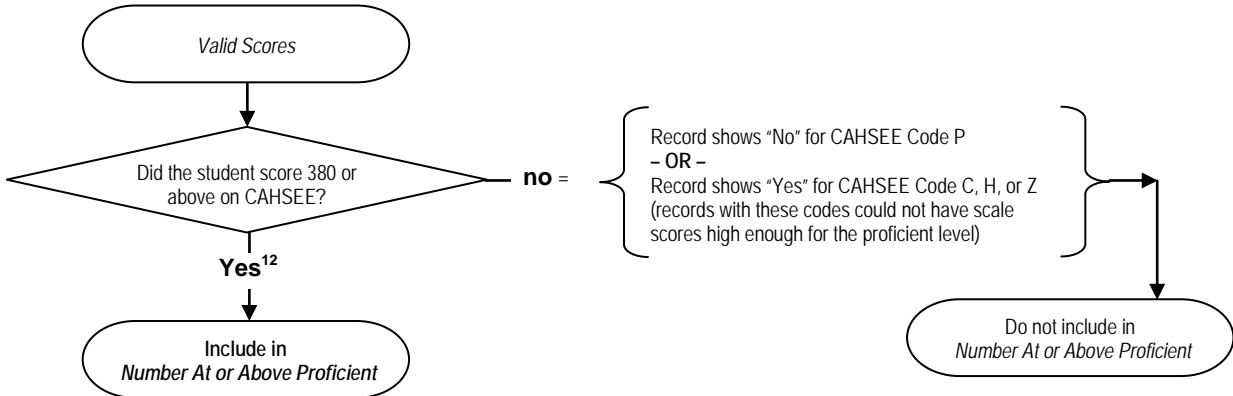 Valid Scores
Did the student score 380 or
above on CAHSEE?
no =
Record shows “No” for CAHSEE Code P
– OR –
Record shows “Yes” for CAHSEE Code C, H, or Z
(records with these codes could not have scale
scores high enough for the proficient level)
Yes12
Include in
Number At or Above Proficient
Do not include in
Number At or Above Proficient